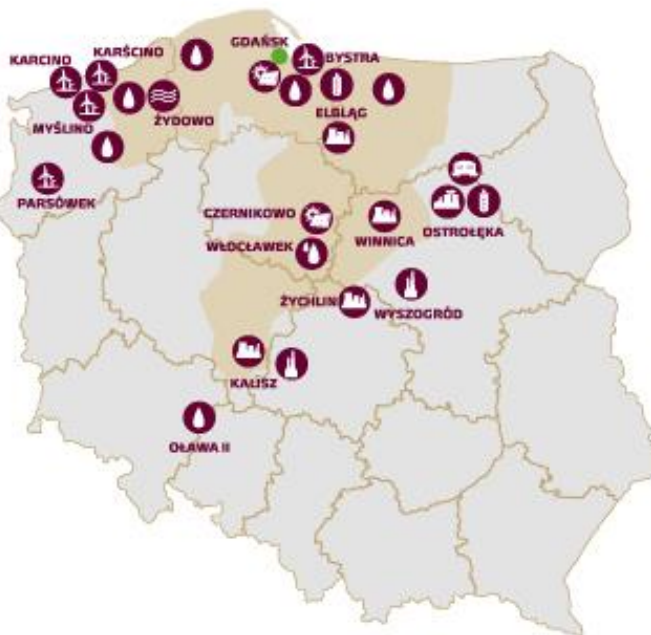 GDAŃSK
KARŚCINO
KARCINO
BYSTRA
ELBLĄG
ŻYDOWO
MYŚLINO
PARSÓWEK
CZERNIKOWO
WINNICA
OSTROŁĘKA
WŁOCŁAWEK
ŻYCHLIN
WYSZOGRÓD
KALISZ
OŁAWA II